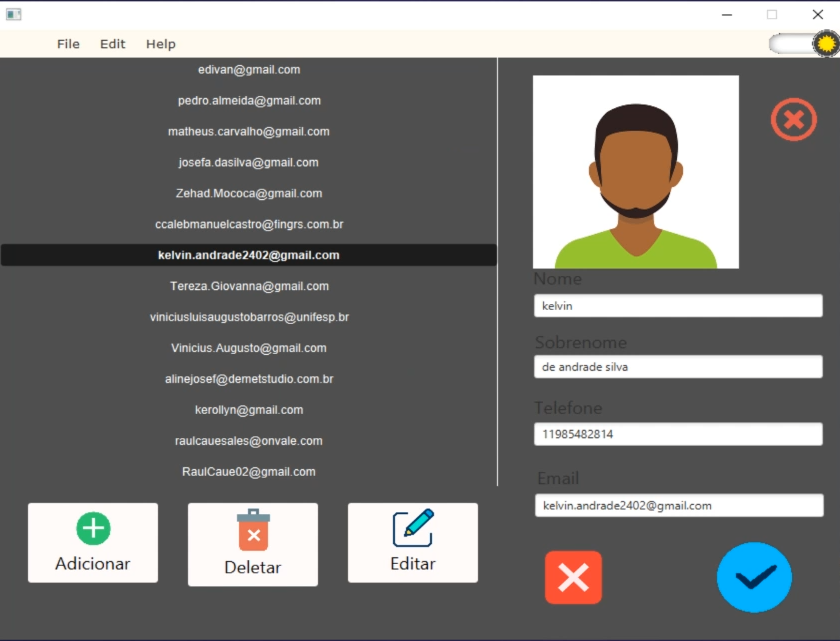 File Edit Help
edivan@gmail.com
pedro.almeida@gmail.com
matheus.carvalho@gmail.com
josefa.dasilva@gmail.com
Zehad.Mococa@gmail.com
ccalebmanuelcastro@fingrs.com.br
kelvin.andrade2402@gmail.com
Tereza.Giovanna@gmail.com
viniciusluisaugustobarros@unifesp.br
Vinicius.Augusto@gmail.com
alinejosef@demetstudio.com.br
kerollyn@gmail.com
raulcauesales@onvale.com
RaulCaue02@gmail.com
Adicionar
Deletar
Editar
Nome
kelvin
Sobrenome
de andrade silva
Telefone
11985482814
Email
kelvin.andrade2402@gmail.com